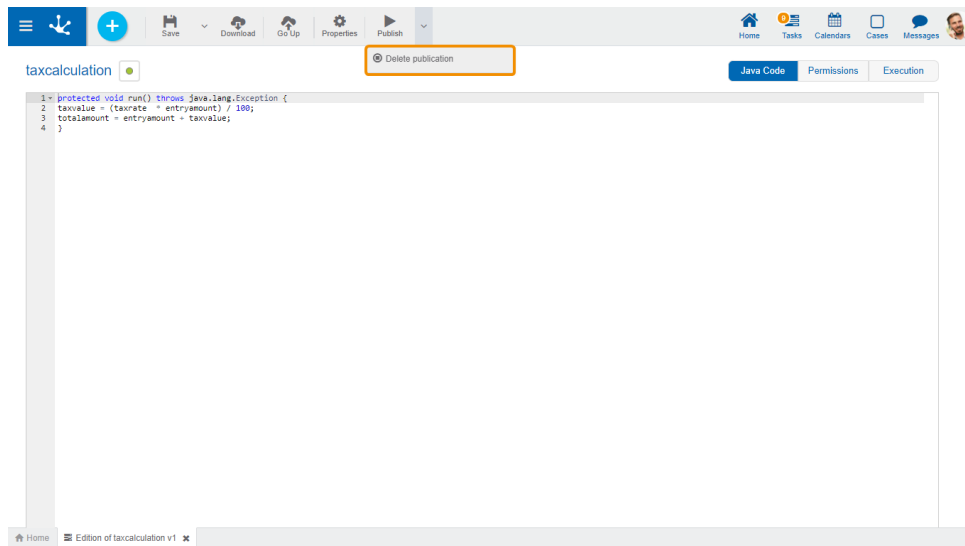 Save Download Go Up Properties Publish Home Tasks 0 Calendars Cases Messages
Delete publication
taxcalculation Java Code Permissions Execution
1 protected void run() throws java.lang.Exception {
2 taxvalue = (taxrate * entryamount) / 100;
3 totalamount = entryamount + taxvalue;
4 }
Home Edition of taxcalculation v1